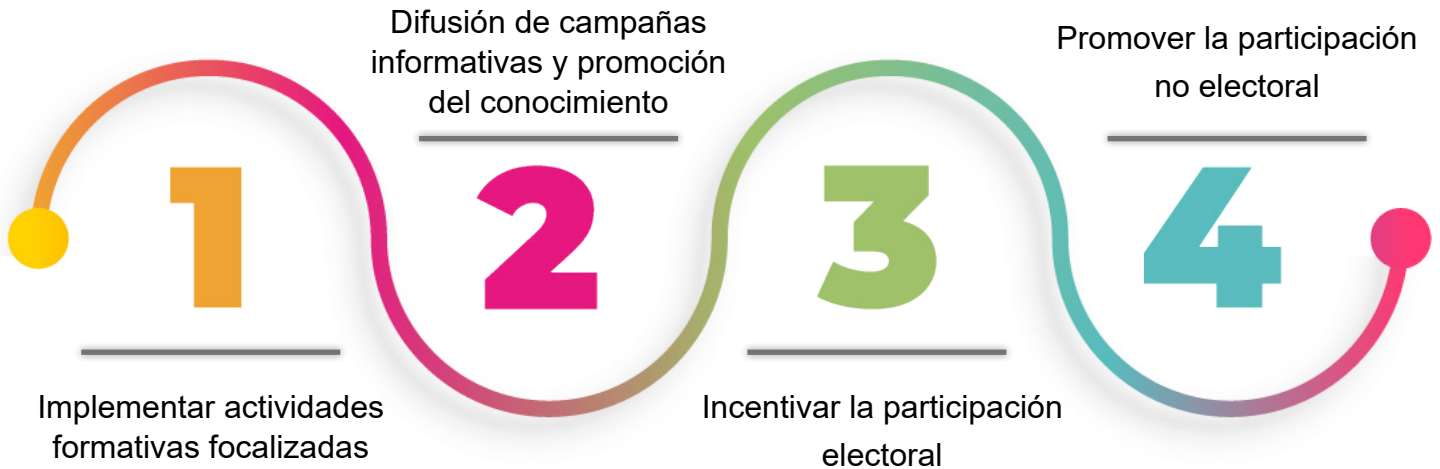 1
Implementar actividades
formativas focalizadas
Difusión de campañas
informativas y promoción
del conocimiento
2
3
Incentivar la participación
electoral
Promover la participación
no electoral
4